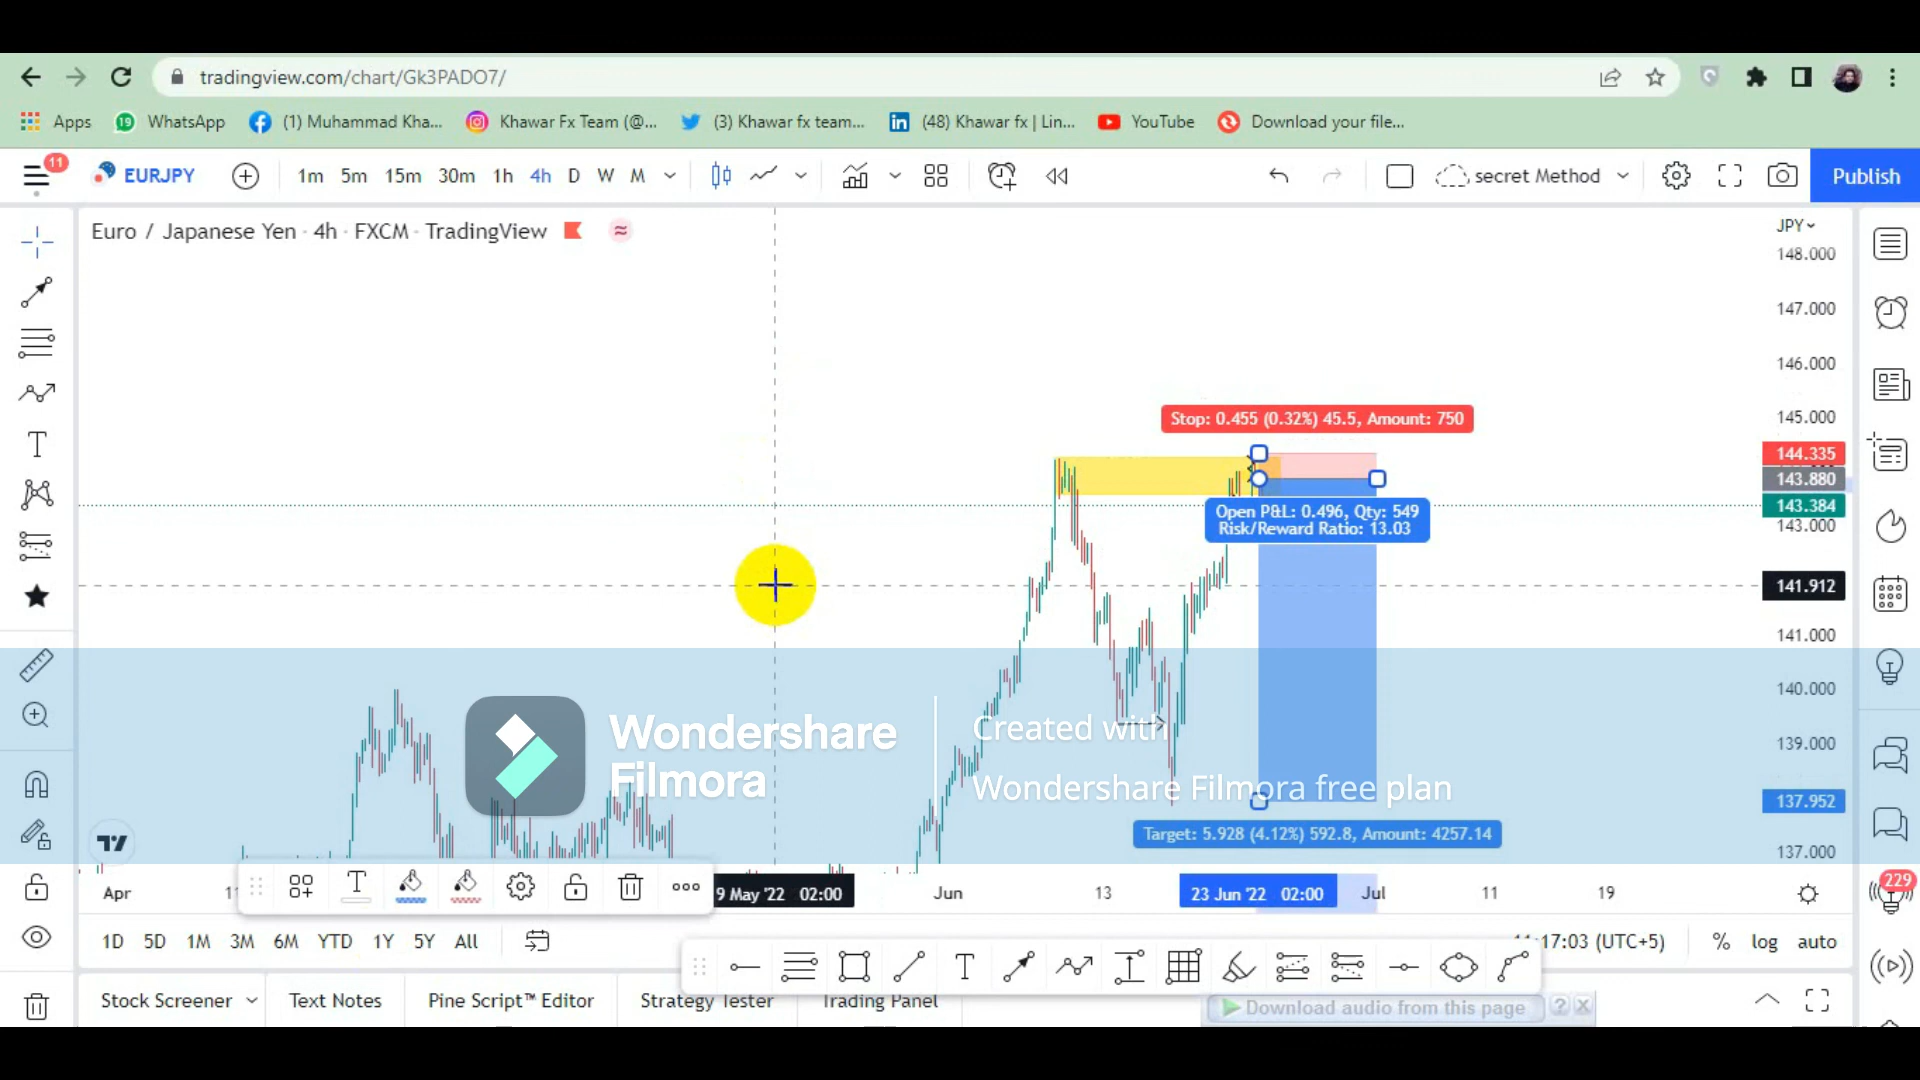 tradingview.com/chart/Gk3PADO7/
Apps
19
WhatsApp
(1) Muhammad Kha...
Khawar Fx Team (@...
(3) Khawar fx team...
in
(48) Khawar fx | Lin...
YouTube
Download your file...
11
EURJPY
1m 5m 15m 30m 1h 4h D W M
secret Method
Publish
Euro / Japanese Yen · 4h · FXCM · TradingView
JPY
148.000
147.000
146.000
145.000
Stop: 0.455 (0.32%) 45.5, Amount: 750
144.335
143.880
143.384
143.000
Open P&L: 0.496, Qty: 549
Risk/Reward Ratio: 13.03
141.912
141.000
140.000
139.000
137.952
137.000
Wondershare
Filmora
Created with
Wondershare Filmora free plan
Target: 5.928 (4.12%) 592.8, Amount: 4257.14
Apr
9 May '22 02:00
Jun
13
23 Jun '22 02:00
Jul
11
19
229
1D 5D 1M 3M 6M YTD 1Y 5Y All
17:03 (UTC+5)
%
log
auto
Stock Screener
Text Notes
Pine Script™ Editor
Strategy Tester
Trading Panel
Download audio from this page
? X